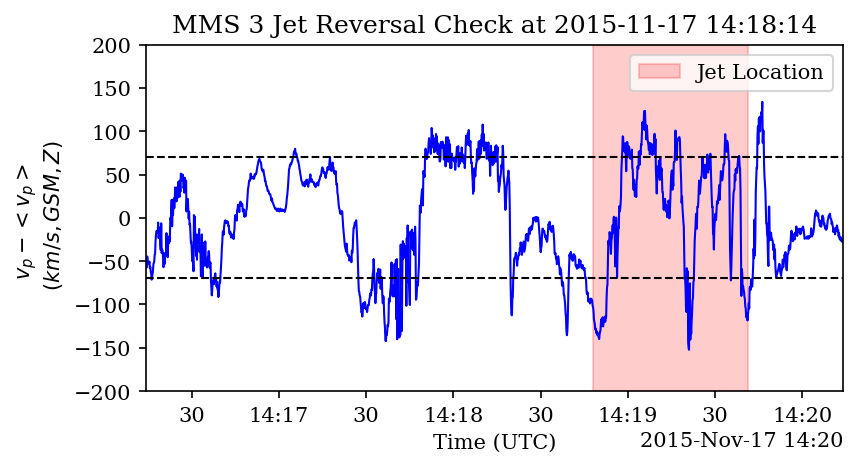 MMS 3 Jet Reversal Check at 2015-11-17 14:18:14
200
150
100
50
0
−50
−100
−150
−200
v_p − < v_p >
(km/s, GSM, Z)
Jet Location
30 14:17 30 14:18 30 14:19 30 14:20
Time (UTC)
2015-Nov-17 14:20